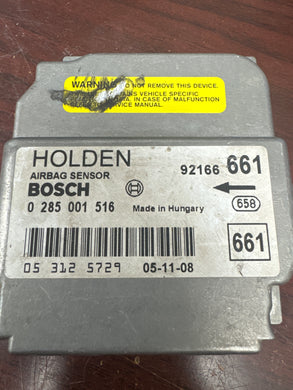 WARNING: DO NOT REMOVE THIS DEVICE.
VEHICLE SPECIFIC
IN CASE OF MALFUNCTION
SERVICE MANUAL.
HOLDEN
92166 661
AIRBAG SENSOR
BOSCH
0 285 001 516
Made in Hungary
658
661
05 312 5729
05-11-08